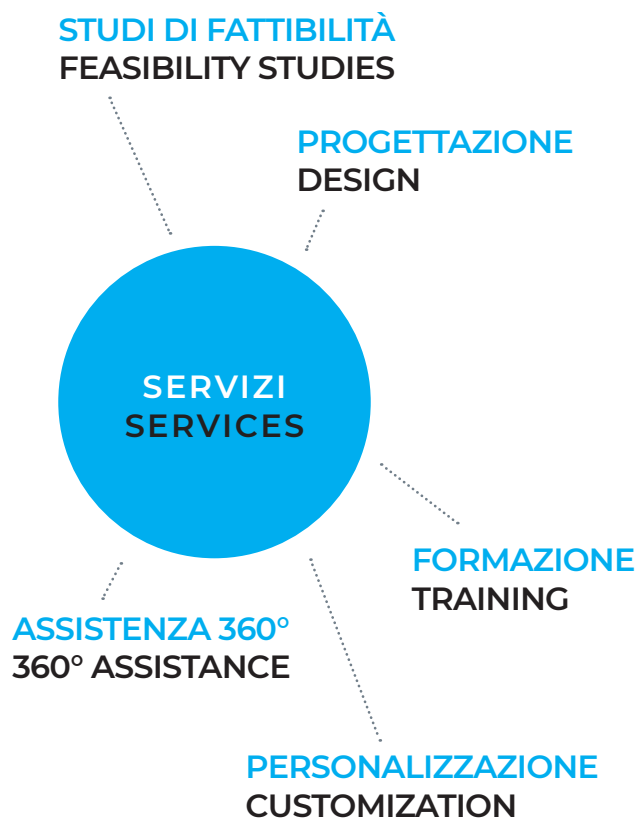 STUDI DI FATTIBILITÀ
FEASIBILITY STUDIES
PROGETTAZIONE
DESIGN
SERVIZI
SERVICES
FORMAZIONE
TRAINING
ASSISTENZA 360°
360° ASSISTANCE
PERSONALIZZAZIONE
CUSTOMIZATION